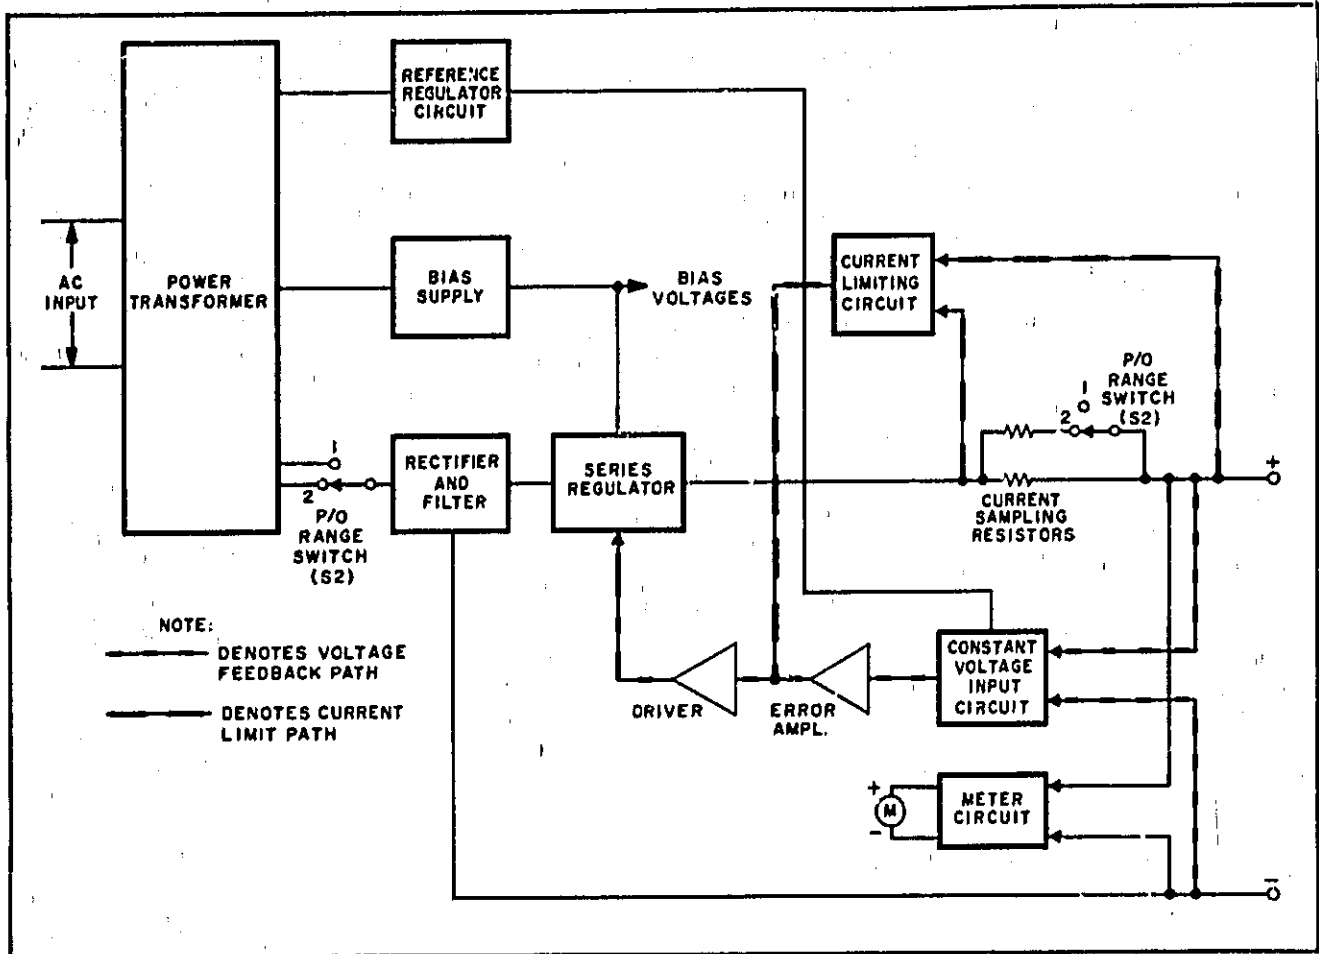 REFERENCE
REGULATOR
CIRCUIT
AC
INPUT
POWER
TRANSFORMER
BIAS
SUPPLY
BIAS
VOLTAGES
CURRENT
LIMITING
CIRCUIT
P/O
RANGE
SWITCH
(S2)
1
2
1
2
P/O
RANGE
SWITCH
(S2)
RECTIFIER
AND
FILTER
SERIES
REGULATOR
CURRENT
SAMPLING
RESISTORS
+
NOTE:
DENOTES VOLTAGE
FEEDBACK PATH
DENOTES CURRENT
LIMIT PATH
DRIVER
ERROR
AMPL.
CONSTANT
VOLTAGE
INPUT
CIRCUIT
+
M
-
METER
CIRCUIT
-